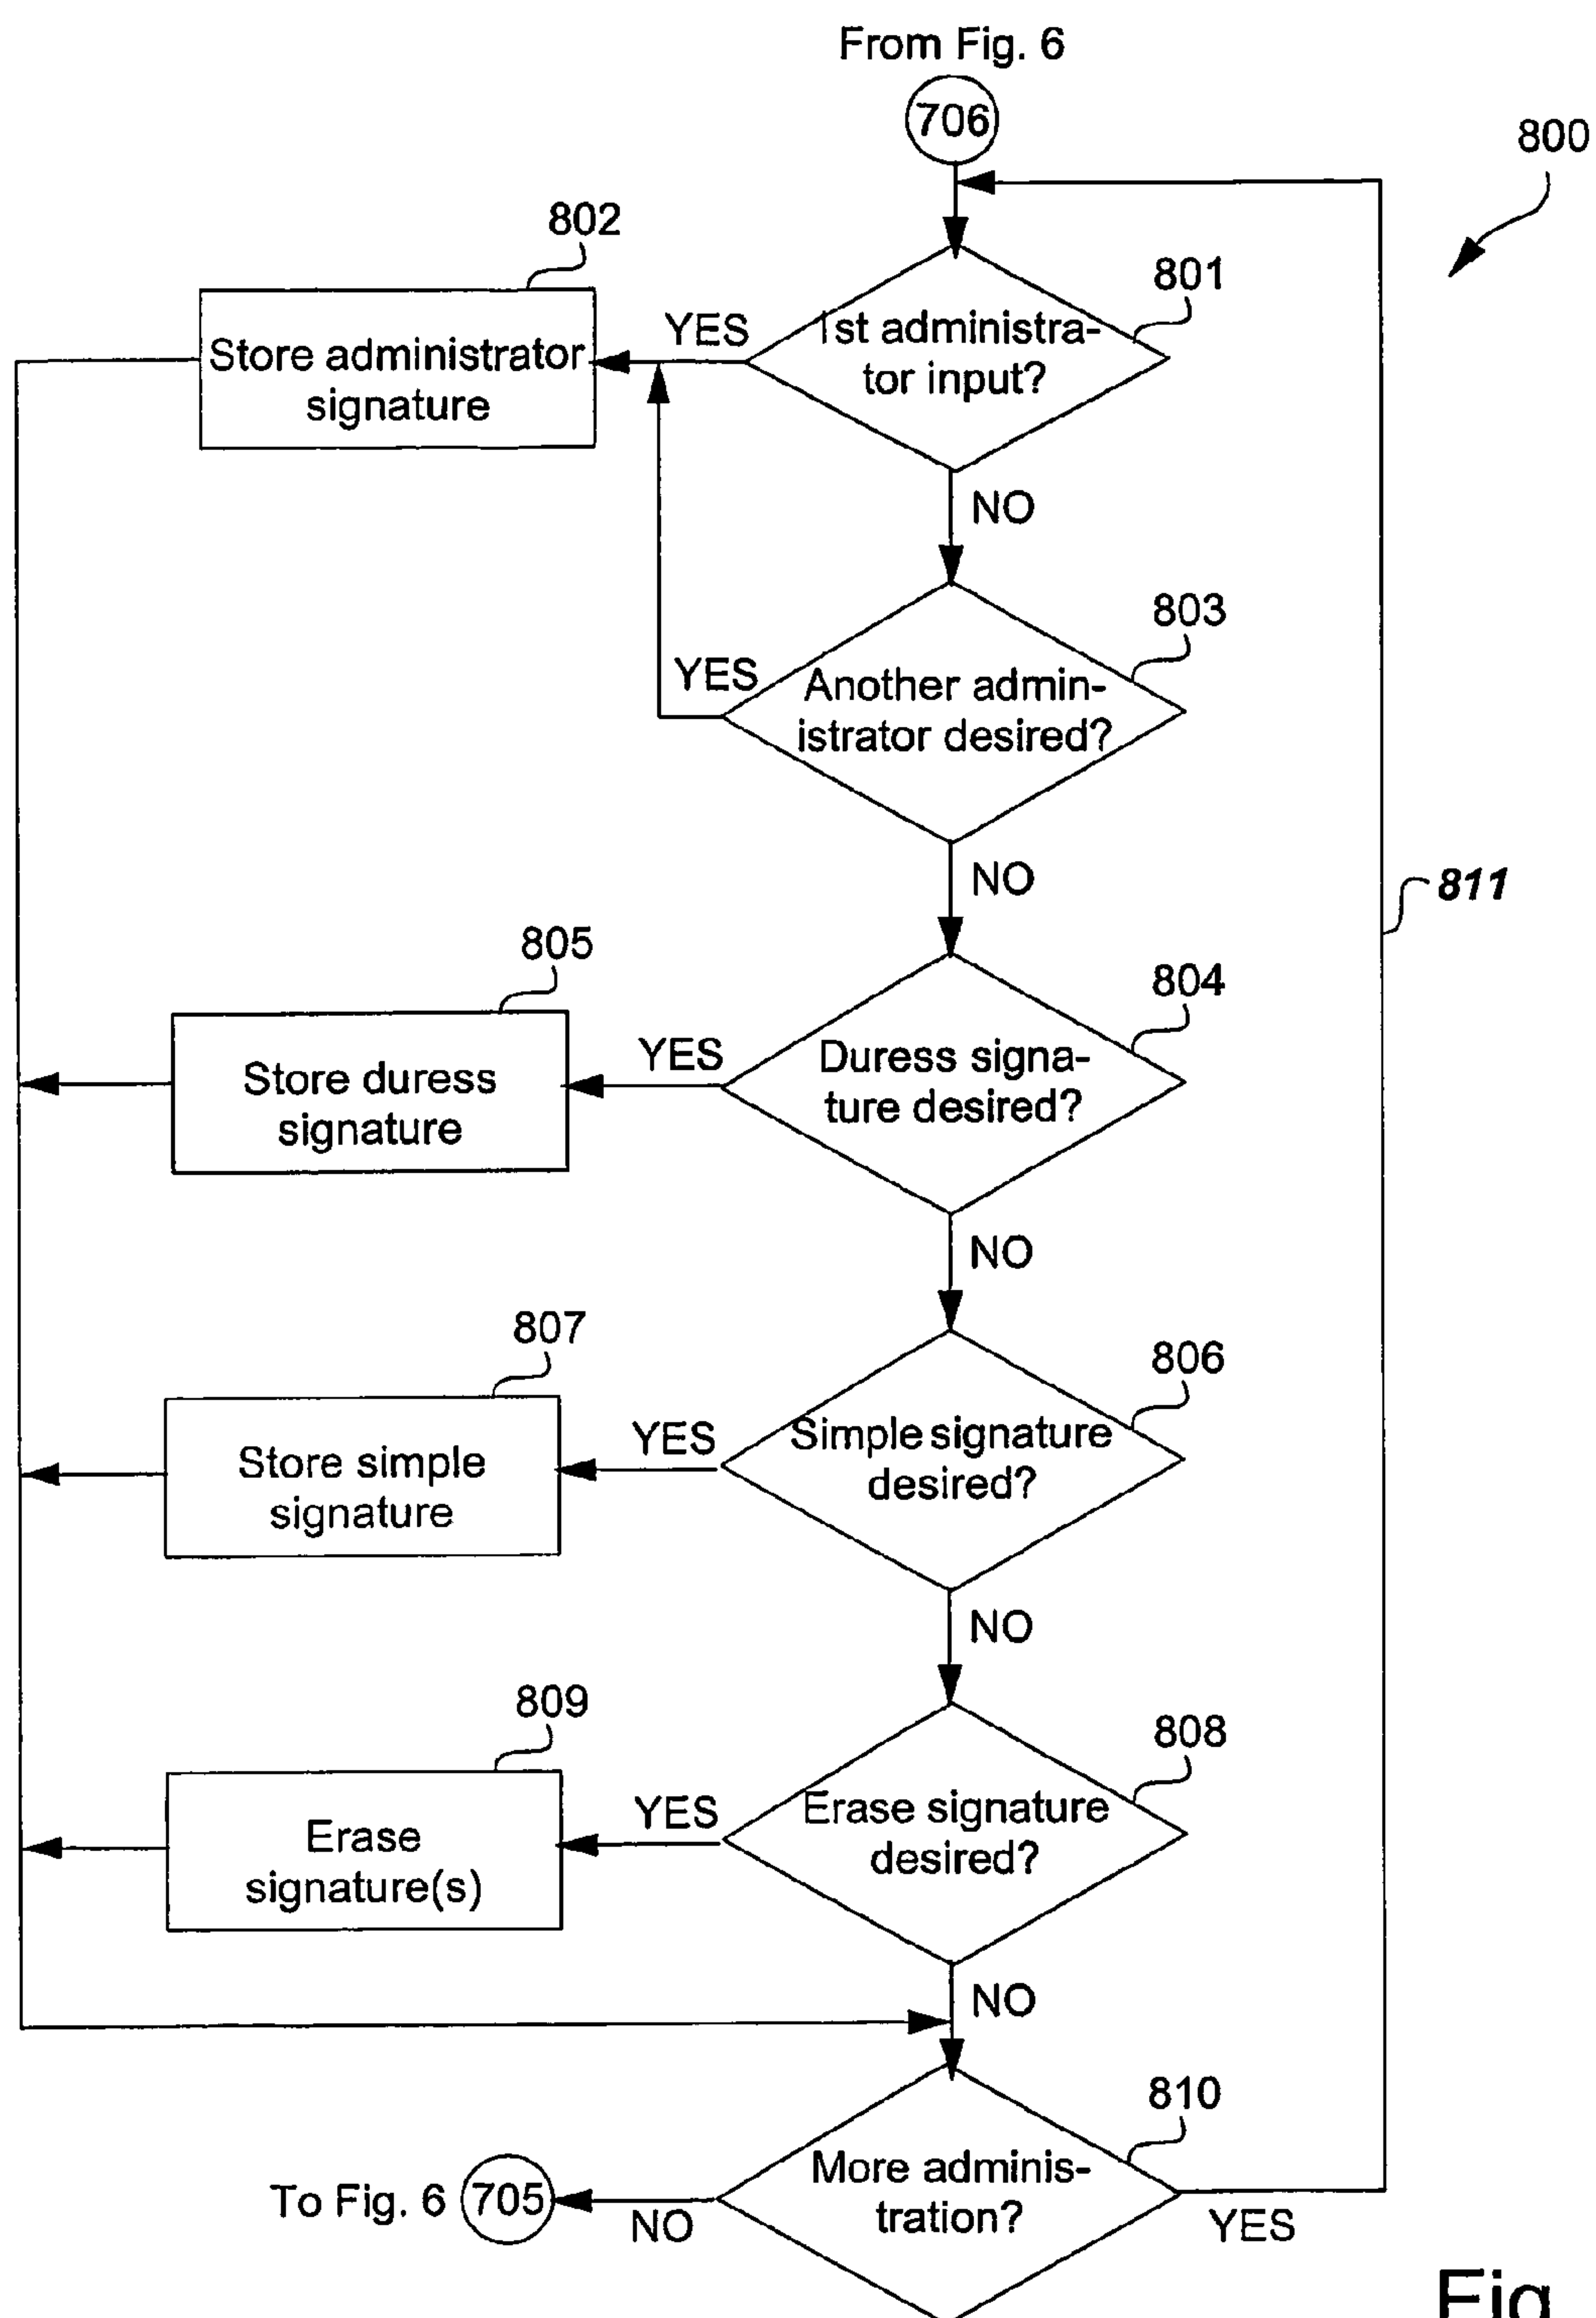 From Fig. 6
706
800
802
801
Store administrator
signature
YES
1st administra-
tor input?
NO
803
YES
Another admin-
istrator desired?
NO
811
805
804
Store duress
signature
YES
Duress signa-
ture desired?
NO
807
806
Store simple
signature
YES
Simple signature
desired?
NO
809
808
Erase
signature(s)
YES
Erase signature
desired?
NO
810
More adminis-
tration?
To Fig. 6
705
NO
YES
Fig